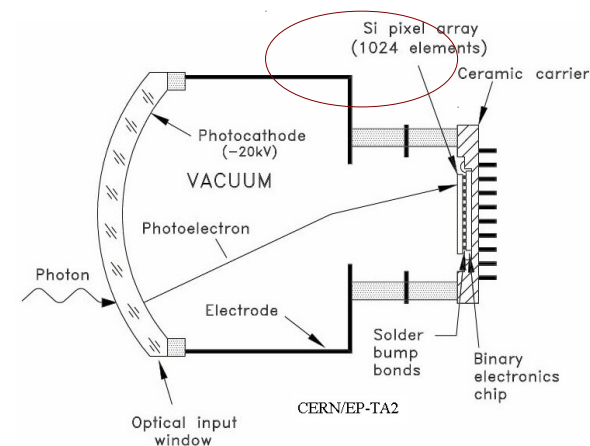 Si pixel array
(1024 elements)
Ceramic carrier
Photocathode
(-20kV)
VACUUM
Photoelectron
Photon
Electrode
Solder
bump
bonds
Binary
electronics
chip
CERN/EP-TA2
Optical input
window